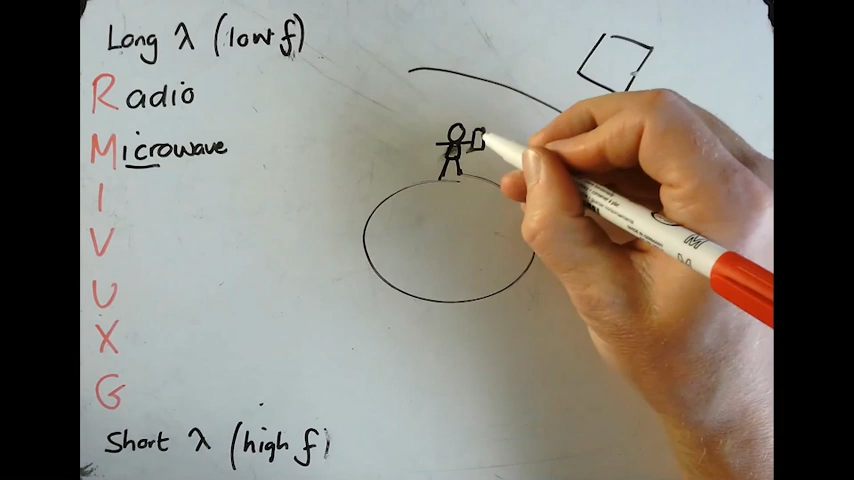 Long λ (low f)
Radio
Microwave
I
V
U
X
G
Short λ (high f)